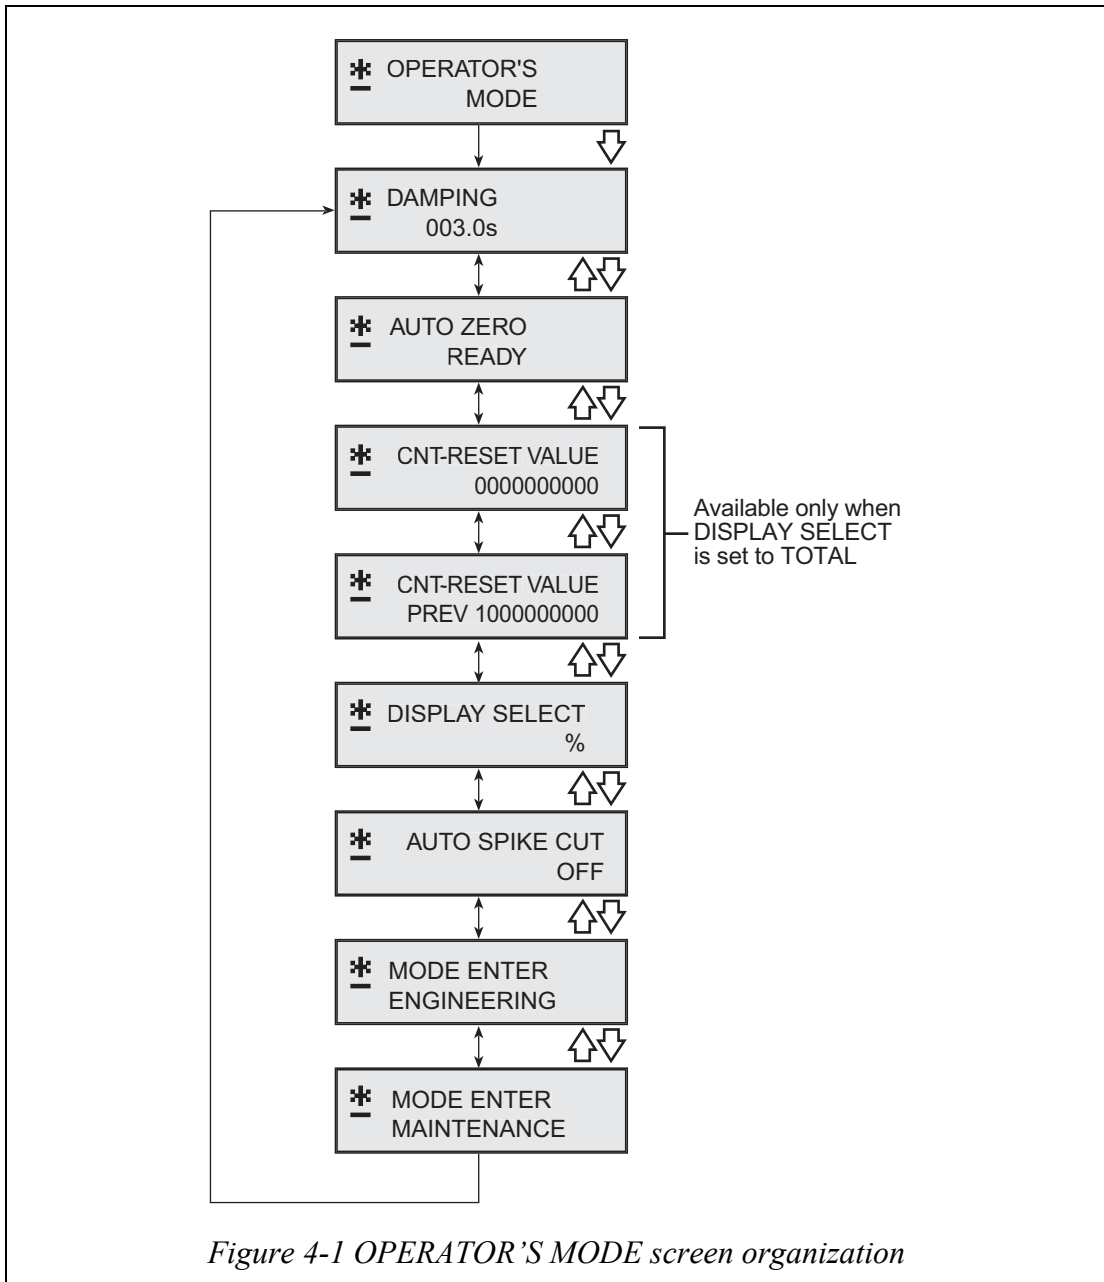 OPERATOR'S
MODE
DAMPING
003.0s
AUTO ZERO
READY
CNT-RESET VALUE
0000000000
CNT-RESET VALUE
PREV 1000000000
Available only when
DISPLAY SELECT
is set to TOTAL
DISPLAY SELECT
%
AUTO SPIKE CUT
OFF
MODE ENTER
ENGINEERING
MODE ENTER
MAINTENANCE
Figure 4-1 OPERATOR’S MODE screen organization